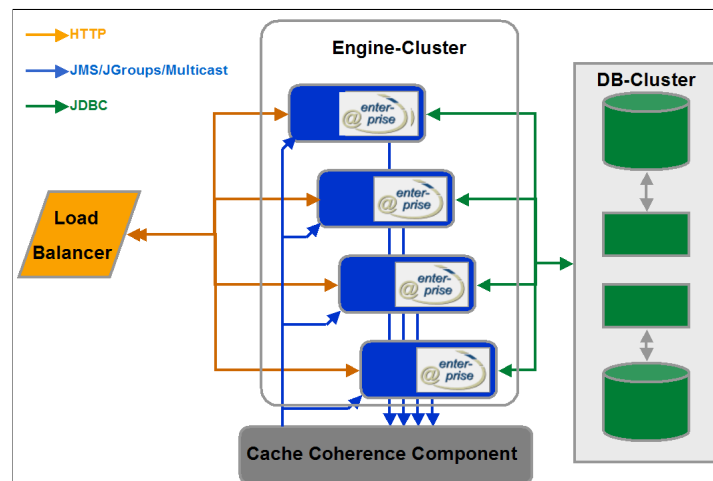 HTTP
JMS/JGroups/Multicast
JDBC
Engine-Cluster
DB-Cluster
enter-
@ prise
enter-
@ prise
enter-
@ prise
enter-
@ prise
Load
Balancer
Cache Coherence Component